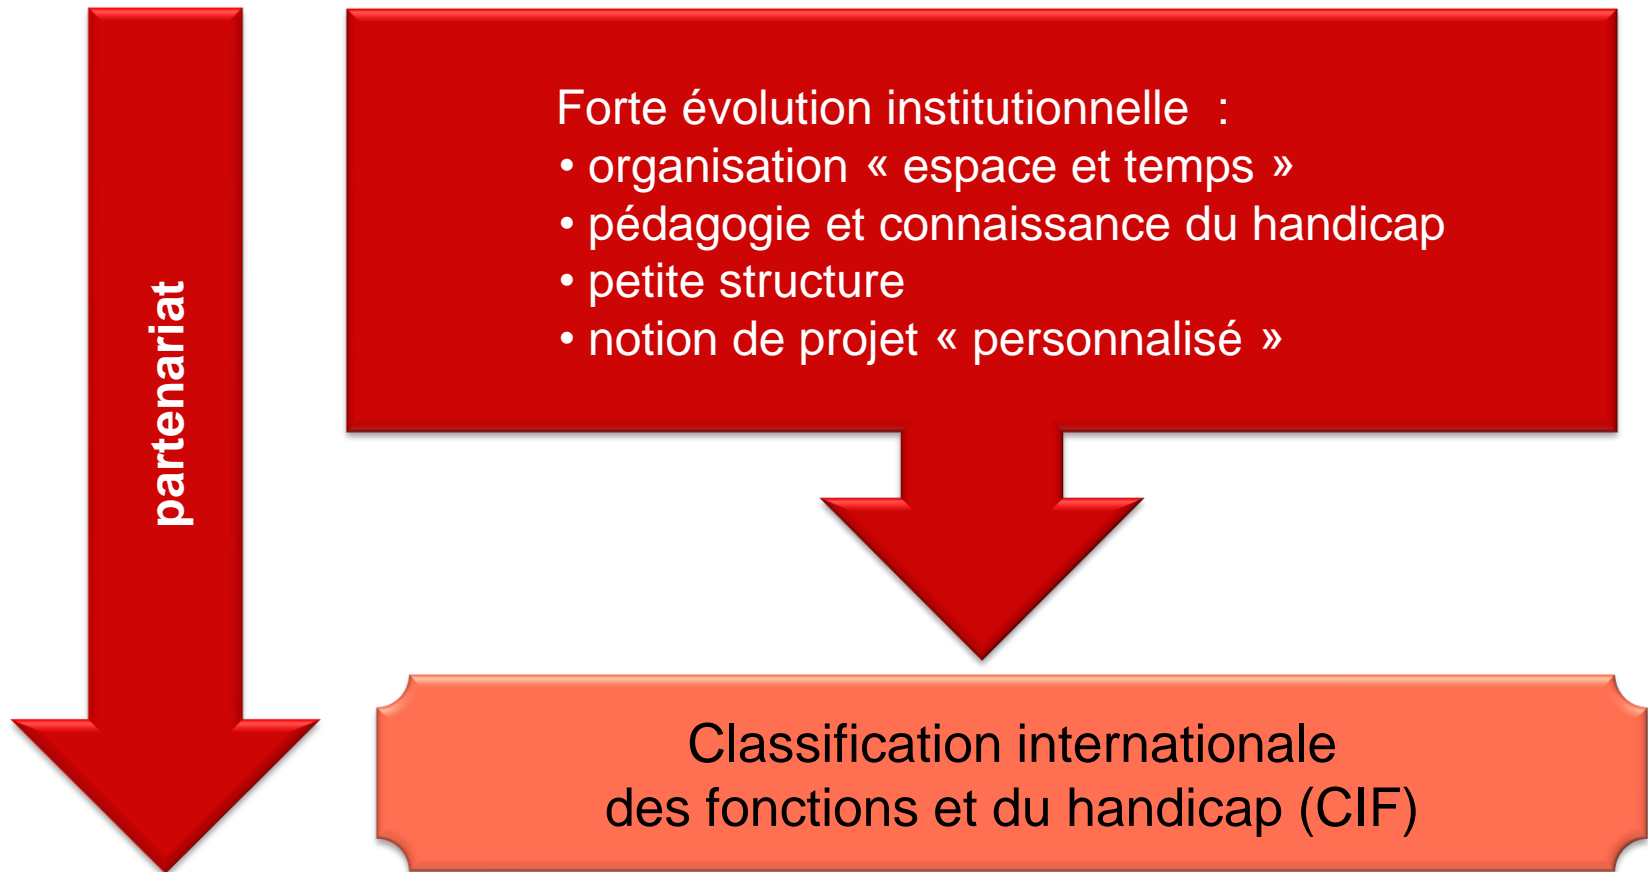 partenariat
Forte évolution institutionnelle  :
• organisation « espace et temps »
• pédagogie et connaissance du handicap
• petite structure
• notion de projet « personnalisé »
Classification internationale
des fonctions et du handicap (CIF)